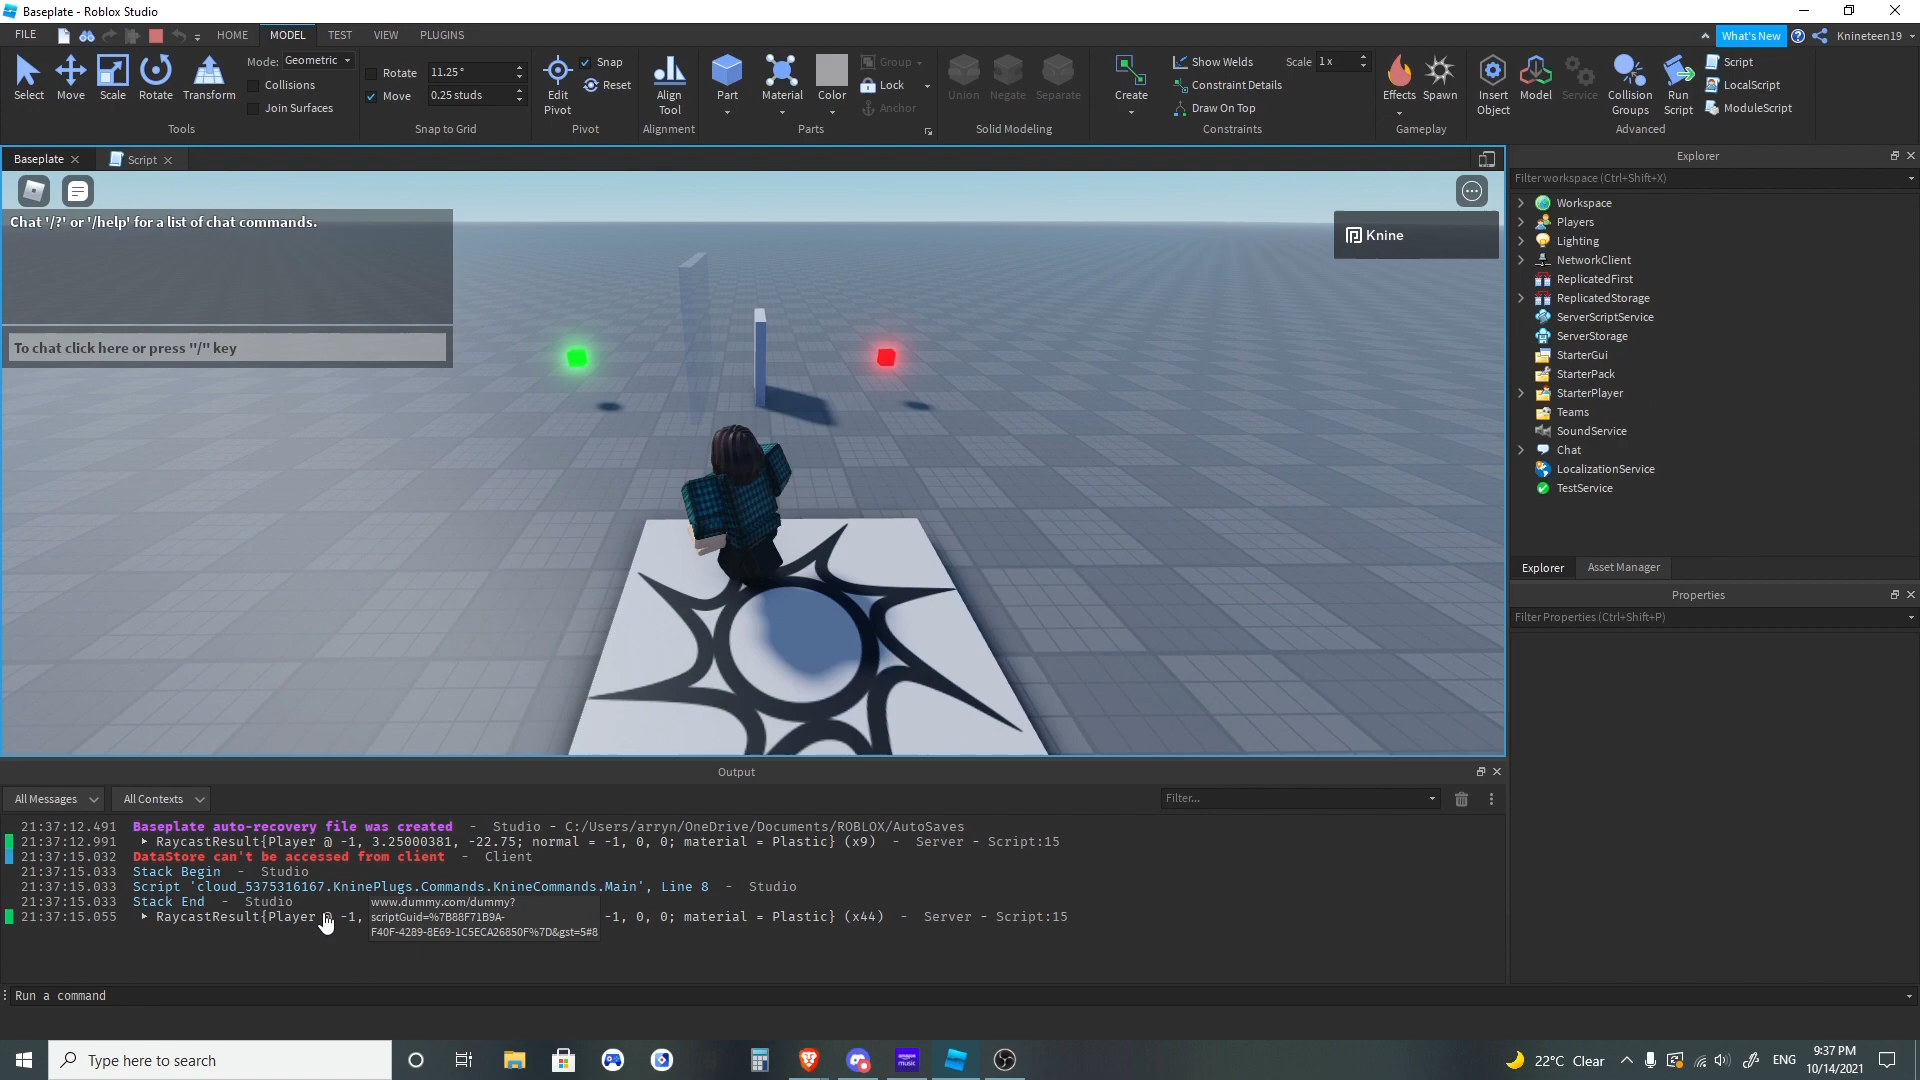 Baseplate - Roblox Studio
FILE HOME MODEL TEST VIEW PLUGINS What's New Knineteen19
Select Move Scale Rotate Transform
Mode: Geometric
Collisions
Join Surfaces
Tools
Rotate 11.25°
Move 0.25 studs
Snap to Grid
Edit Pivot
Snap
Reset
Pivot
Align Tool
Alignment
Part Material Color
Group
Lock
Anchor
Parts
Union Negate Separate
Solid Modeling
Create
Show Welds Scale 1 x
Constraint Details
Draw On Top
Constraints
Effects Spawn
Gameplay
Insert Object Model Service Collision Groups Run Script
Script
LocalScript
ModuleScript
Advanced
Baseplate Script
Chat '/?' or '/help' for a list of chat commands.
To chat click here or press "/" key
Knine
Explorer
Filter workspace (Ctrl+Shift+X)
Workspace
Players
Lighting
NetworkClient
ReplicatedFirst
ReplicatedStorage
ServerScriptService
ServerStorage
StarterGui
StarterPack
StarterPlayer
Teams
SoundService
Chat
LocalizationService
TestService
Explorer Asset Manager
Properties
Filter Properties (Ctrl+Shift+P)
Output
All Messages All Contexts Filter...
21:37:12.491 Baseplate auto-recovery file was created - Studio - C:/Users/arryn/OneDrive/Documents/ROBLOX/AutoSaves
21:37:12.991 RaycastResult{Player @ -1, 3.25000381, -22.75; normal = -1, 0, 0; material = Plastic} (x9) - Server - Script:15
21:37:15.032 DataStore can't be accessed from client - Client
21:37:15.033 Stack Begin - Studio
21:37:15.033 Script 'cloud_5375316167.KninePlugs.Commands.KnineCommands.Main', Line 8 - Studio
21:37:15.033 Stack End - Studio
21:37:15.055 RaycastResult{Player @ -1, -1, 0, 0; material = Plastic} (x44) - Server - Script:15
www.dummy.com/dummy?
scriptGuid=%7B88F71B9A-
F40F-4289-8E69-1C5ECA26850F%7D&gst=5#8
Run a command
Type here to search
music
22°C Clear
ENG
9:37 PM
10/14/2021